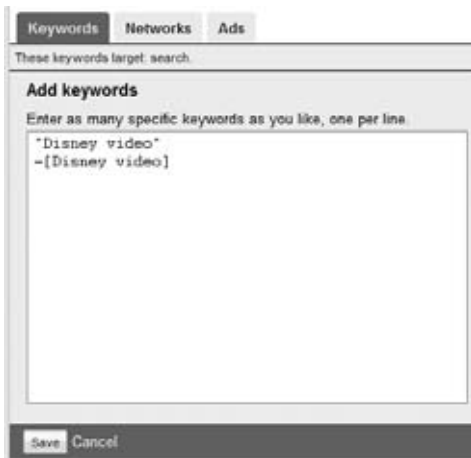 Keywords Networks Ads
These keywords target: search.
Add keywords
Enter as many specific keywords as you like, one per line.
"Disney video"
-[Disney video]
Save Cancel